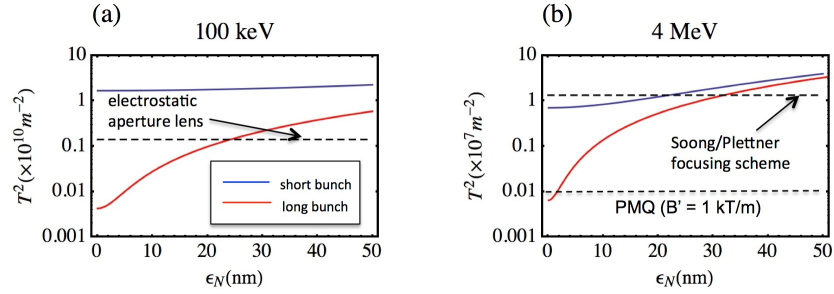 (a)
100 keV
10
1
0.1
0.01
0.001
T²(×10¹⁰m⁻²)
electrostatic
aperture lens
short bunch
long bunch
0 10 20 30 40 50
ϵ_N(nm)
(b)
4 MeV
10
1
0.1
0.01
0.001
T²(×10⁷m⁻²)
Soong/Plettner
focusing scheme
PMQ (B' = 1 kT/m)
0 10 20 30 40 50
ϵ_N(nm)